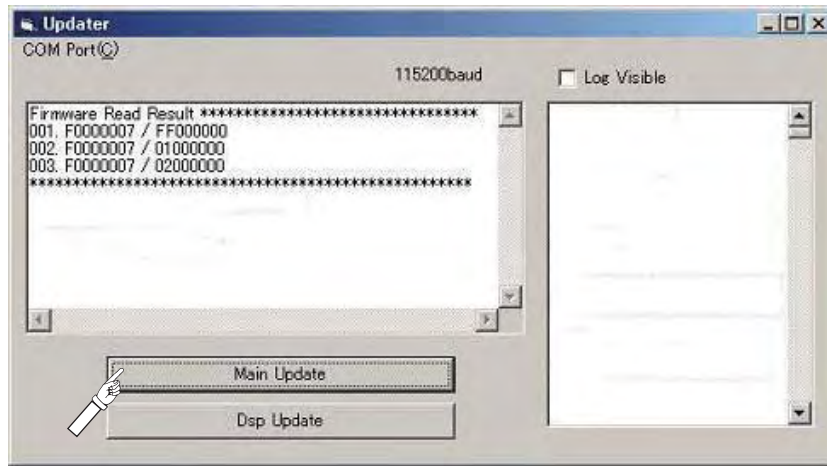 Updater
COM Port(C)
115200baud
Log Visible
Firmware Read Result *********************************
001. F0000007 / FF000000
002. F0000007 / 01000000
003. F0000007 / 02000000
**************************************************
Main Update
Dsp Update